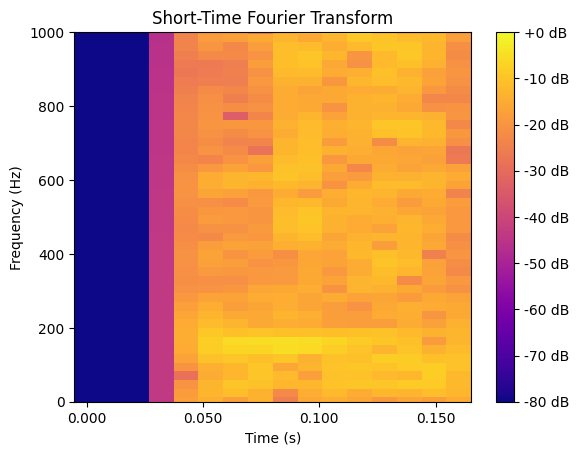 Short-Time Fourier Transform
1000
800
600
400
200
0
Frequency (Hz)
0.000
0.050
0.100
0.150
Time (s)
+0 dB
-10 dB
-20 dB
-30 dB
-40 dB
-50 dB
-60 dB
-70 dB
-80 dB